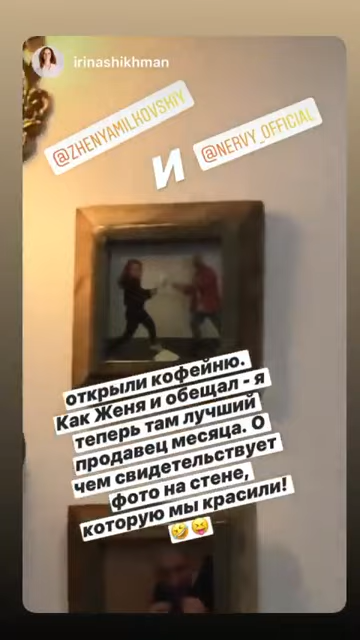 irinashikhman
@ZHENYAMILKOVSKIY
И @NERVY_OFFICIAL
открыли кофейню.
Как Женя и обещал - я
теперь там лучший
продавец месяца. О
чем свидетельствует
фото на стене,
которую мы красили!
🤣😝